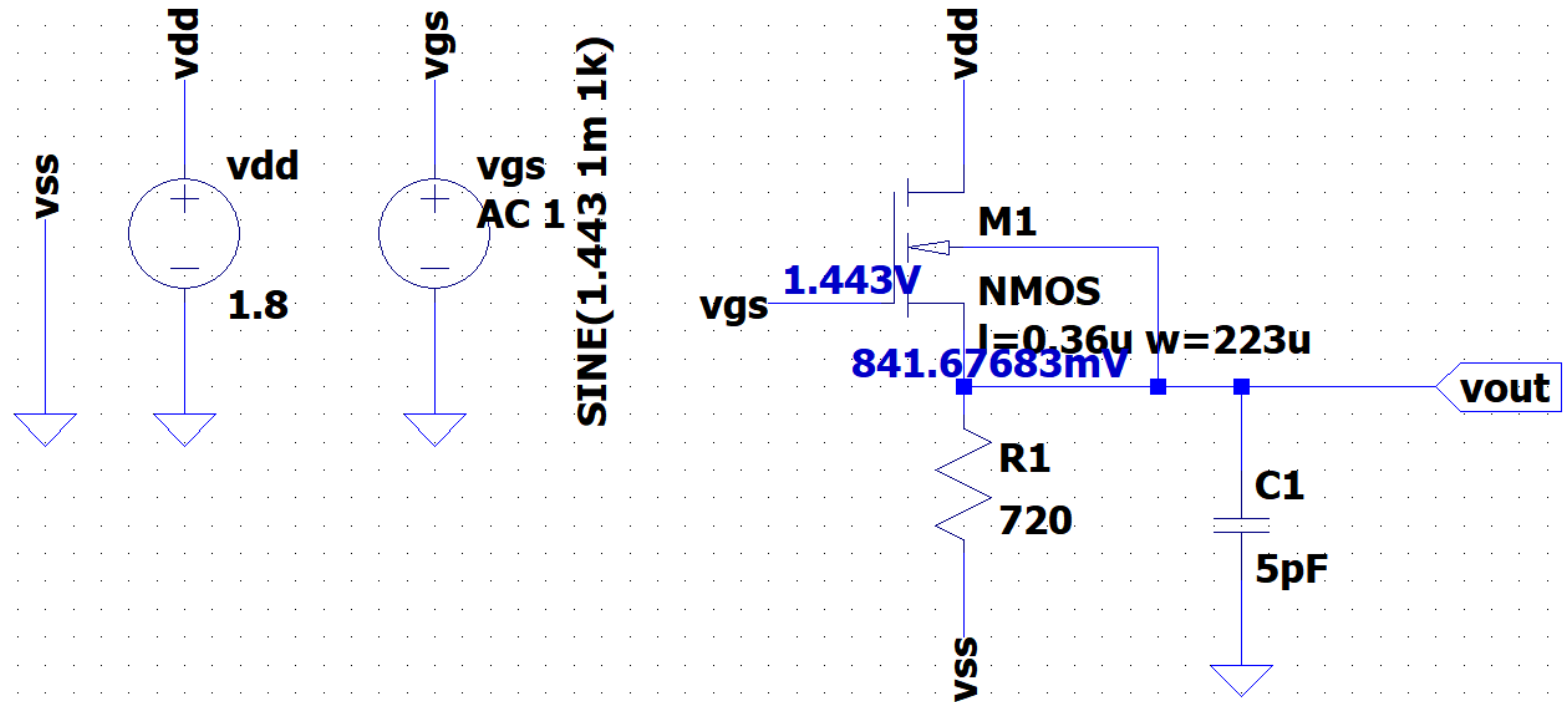 vss
vdd
vdd
1.8
vgs
vgs
AC 1
SINE(1.443 1m 1k)
vdd
M1
NMOS
l=0.36u w=223u
vgs
1.443V
841.67683mV
R1
720
vss
C1
5pF
vout